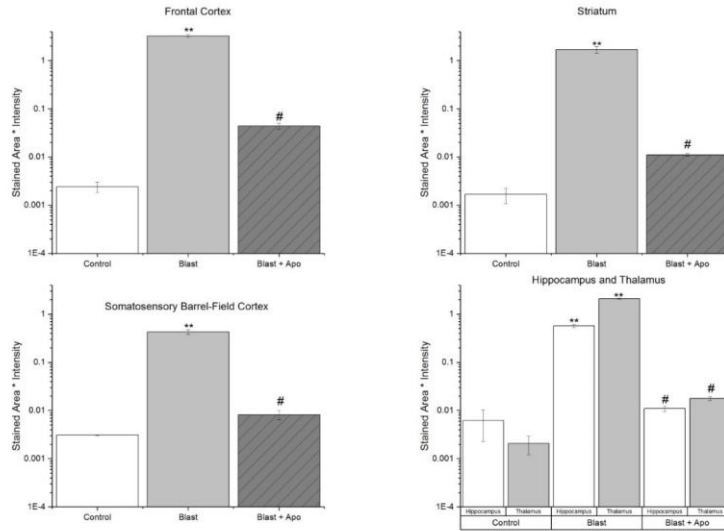 Frontal Cortex
Stained Area * Intensity
1
0.1
0.01
0.001
1E-4
**
#
Control Blast Blast + Apo
Striatum
Stained Area * Intensity
1
0.1
0.01
0.001
1E-4
**
#
Control Blast Blast + Apo
Somatosensory Barrel-Field Cortex
Stained Area * Intensity
1
0.1
0.01
0.001
1E-4
**
#
Control Blast Blast + Apo
Hippocampus and Thalamus
Stained Area * Intensity
1
0.1
0.01
0.001
1E-4
** **
# #
Hippocampus Thalamus Hippocampus Thalamus Hippocampus Thalamus
Control Blast Blast + Apo